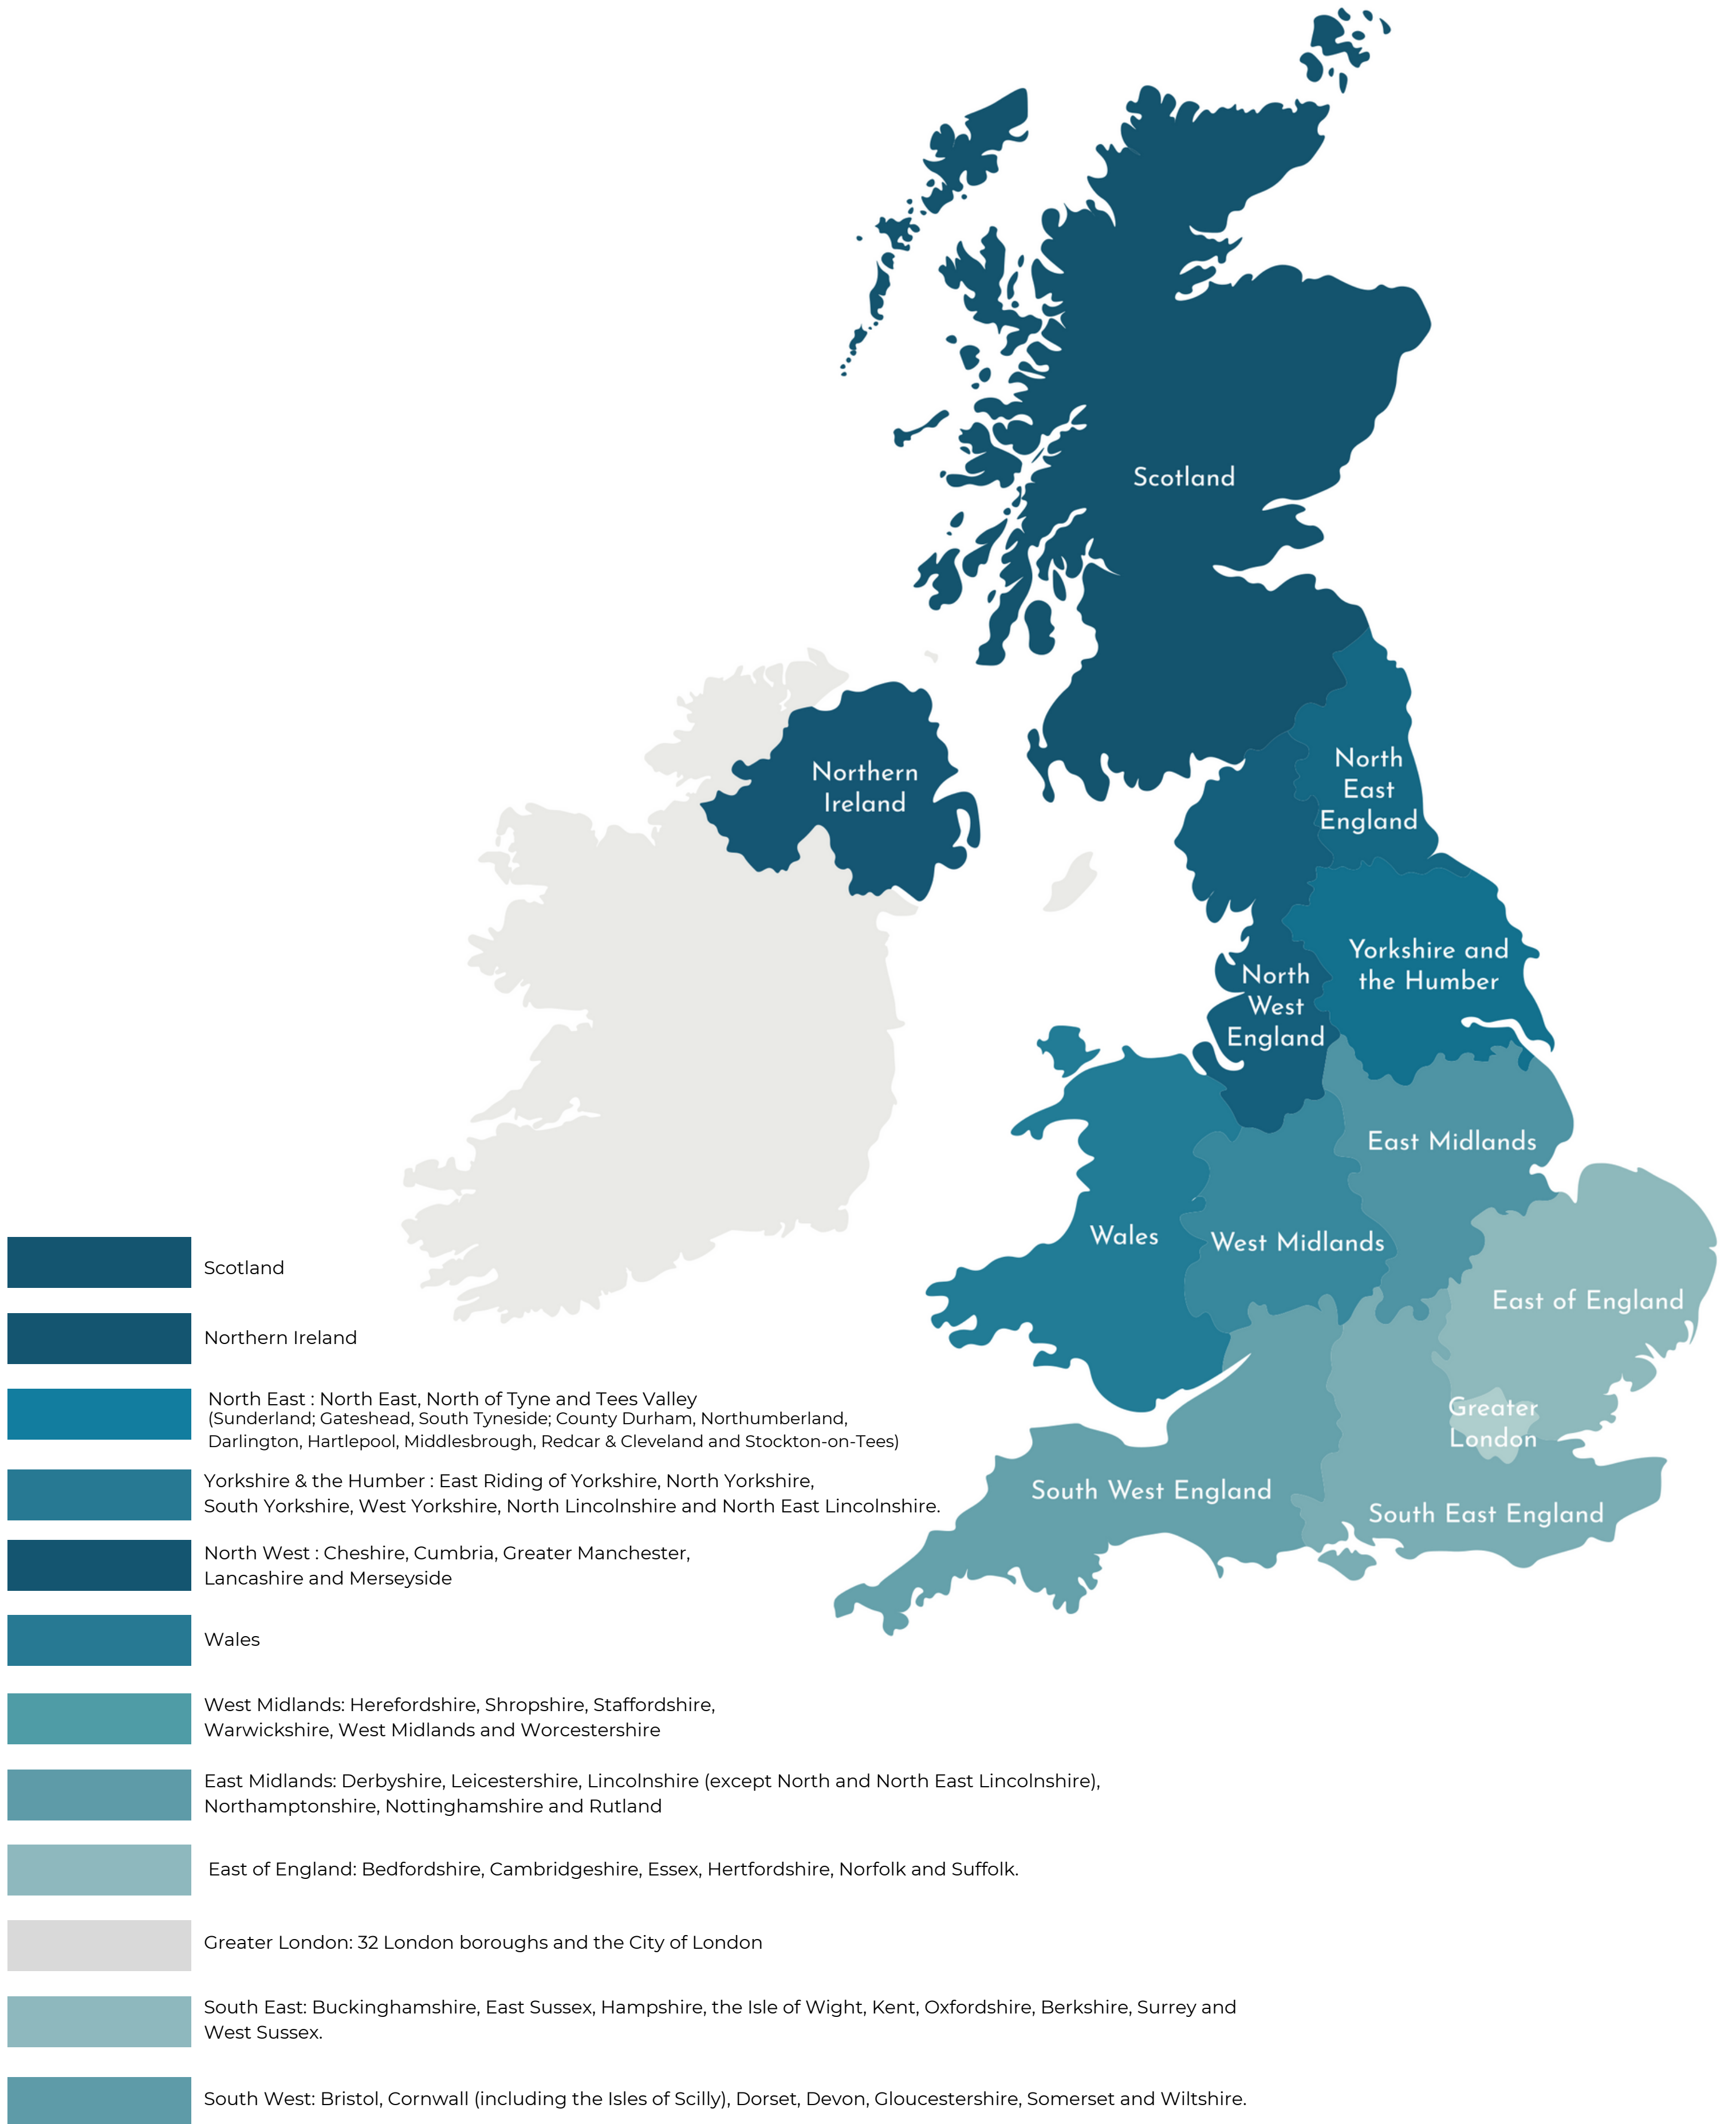 Scotland
Northern
Ireland
North
East
England
Yorkshire and
the Humber
North
West
England
East Midlands
Wales
West Midlands
East of England
Greater
London
South West England
South East England
Scotland
Northern Ireland
North East : North East, North of Tyne and Tees Valley
(Sunderland; Gateshead, South Tyneside; County Durham, Northumberland,
Darlington, Hartlepool, Middlesbrough, Redcar & Cleveland and Stockton-on-Tees)
Yorkshire & the Humber : East Riding of Yorkshire, North Yorkshire,
South Yorkshire, West Yorkshire, North Lincolnshire and North East Lincolnshire.
North West : Cheshire, Cumbria, Greater Manchester,
Lancashire and Merseyside
Wales
West Midlands: Herefordshire, Shropshire, Staffordshire,
Warwickshire, West Midlands and Worcestershire
East Midlands: Derbyshire, Leicestershire, Lincolnshire (except North and North East Lincolnshire),
Northamptonshire, Nottinghamshire and Rutland
East of England: Bedfordshire, Cambridgeshire, Essex, Hertfordshire, Norfolk and Suffolk.
Greater London: 32 London boroughs and the City of London
South East: Buckinghamshire, East Sussex, Hampshire, the Isle of Wight, Kent, Oxfordshire, Berkshire, Surrey and
West Sussex.
South West: Bristol, Cornwall (including the Isles of Scilly), Dorset, Devon, Gloucestershire, Somerset and Wiltshire.